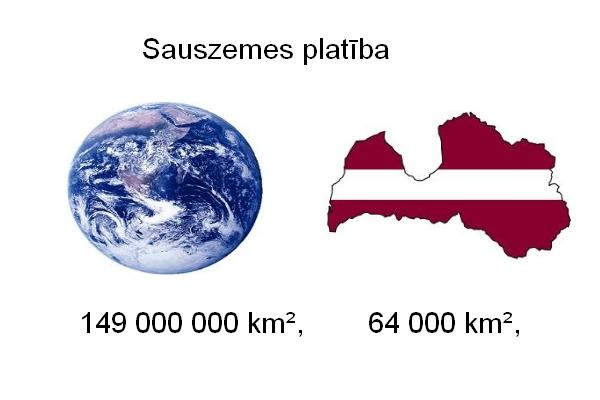 Sauszemes platība
149 000 000 km², 64 000 km²,